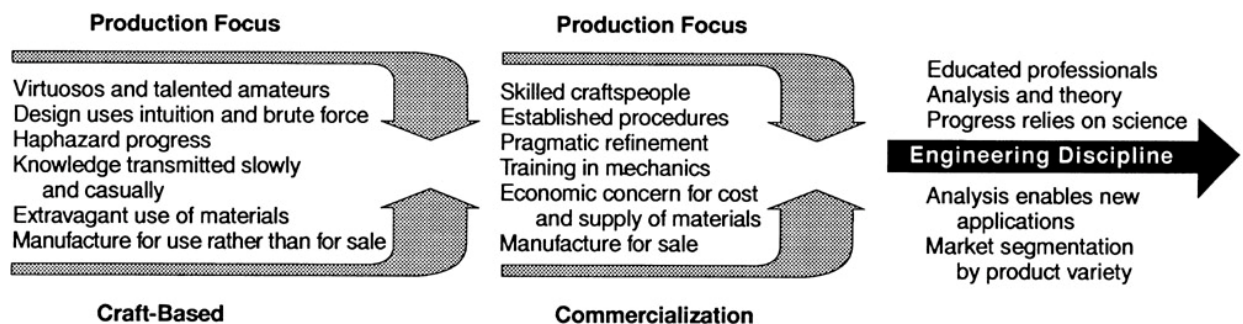 Production Focus
Virtuosos and talented amateurs
Design uses intuition and brute force
Haphazard progress
Knowledge transmitted slowly
and casually
Extravagant use of materials
Manufacture for use rather than for sale
Craft-Based
Production Focus
Skilled craftspeople
Established procedures
Pragmatic refinement
Training in mechanics
Economic concern for cost
and supply of materials
Manufacture for sale
Commercialization
Educated professionals
Analysis and theory
Progress relies on science
Engineering Discipline
Analysis enables new
applications
Market segmentation
by product variety